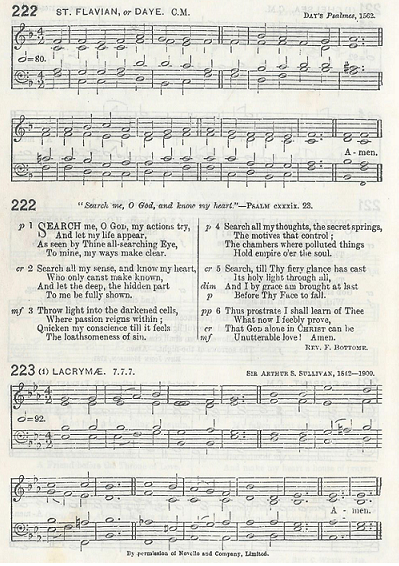 222 ST. FLAVIAN, or DAYE. C.M. DAY'S Psalmes, 1562.
=80.
A - men.
222 "Search me, O God, and know my heart."—PSALM cxxxix. 23.
p 1 SEARCH me, O GOD, my actions try,
And let my life appear,
As seen by Thine all-searching Eye,
To mine, my ways make clear.
cr 2 Search all my sense, and know my heart,
Who only canst make known,
And let the deep, the hidden part
To me be fully shown.
mf 3 Throw light into the darkened cells,
Where passion reigns within;
Quicken my conscience till it feels
The loathsomeness of sin.
p 4 Search all my thoughts, the secret springs,
The motives that control;
The chambers where polluted things
Hold empire o'er the soul.
cr 5 Search, till Thy fiery glance has cast
Its holy light through all,
dim And I by grace am brought at last
p Before Thy Face to fall.
pp 6 Thus prostrate I shall learn of Thee
What now I feebly prove,
cr That GOD alone in CHRIST can be
mf Unutterable love! Amen.
REV. F. BOTTOME.
223 (1) LACRYMÆ. 7.7.7. SIR ARTHUR S. SULLIVAN, 1842—1900.
=92.
A - men.
By permission of Novello and Company, Limited.